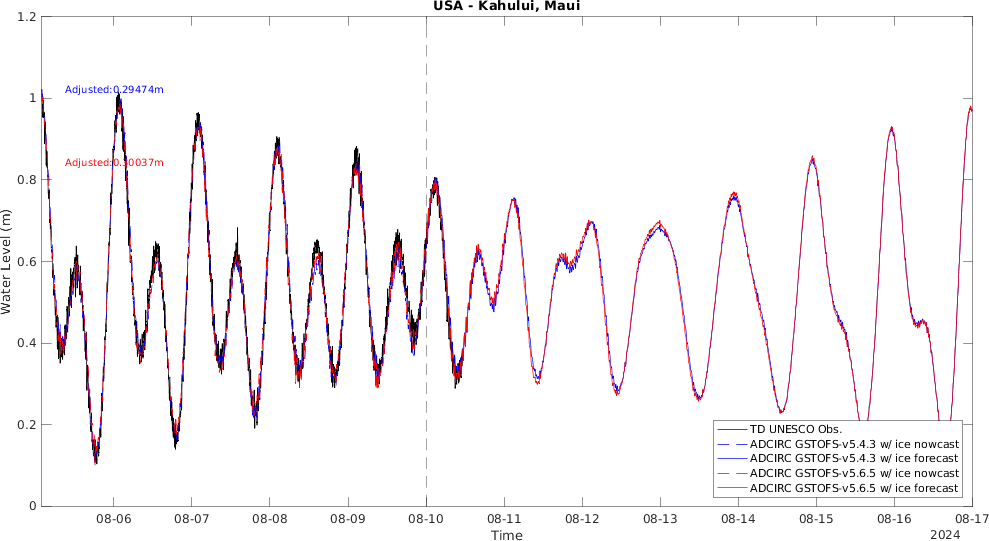 USA - Kahului, Maui
1.2
1
0.8
0.6
0.4
0.2
0
Water Level (m)
Adjusted:0.29474m
Adjusted:0.30037m
TD UNESCO Obs.
ADCIRC GSTOFS-v5.4.3 w/ ice nowcast
ADCIRC GSTOFS-v5.4.3 w/ ice forecast
ADCIRC GSTOFS-v5.6.5 w/ ice nowcast
ADCIRC GSTOFS-v5.6.5 w/ ice forecast
08-06 08-07 08-08 08-09 08-10 08-11 08-12 08-13 08-14 08-15 08-16 08-17
Time
2024